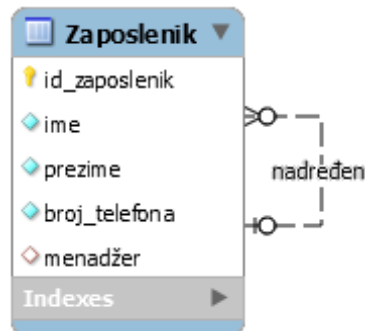 Zaposlenik
id_zaposlenik
ime
prezime
broj_telefona
menadžer
Indexes
nadređen